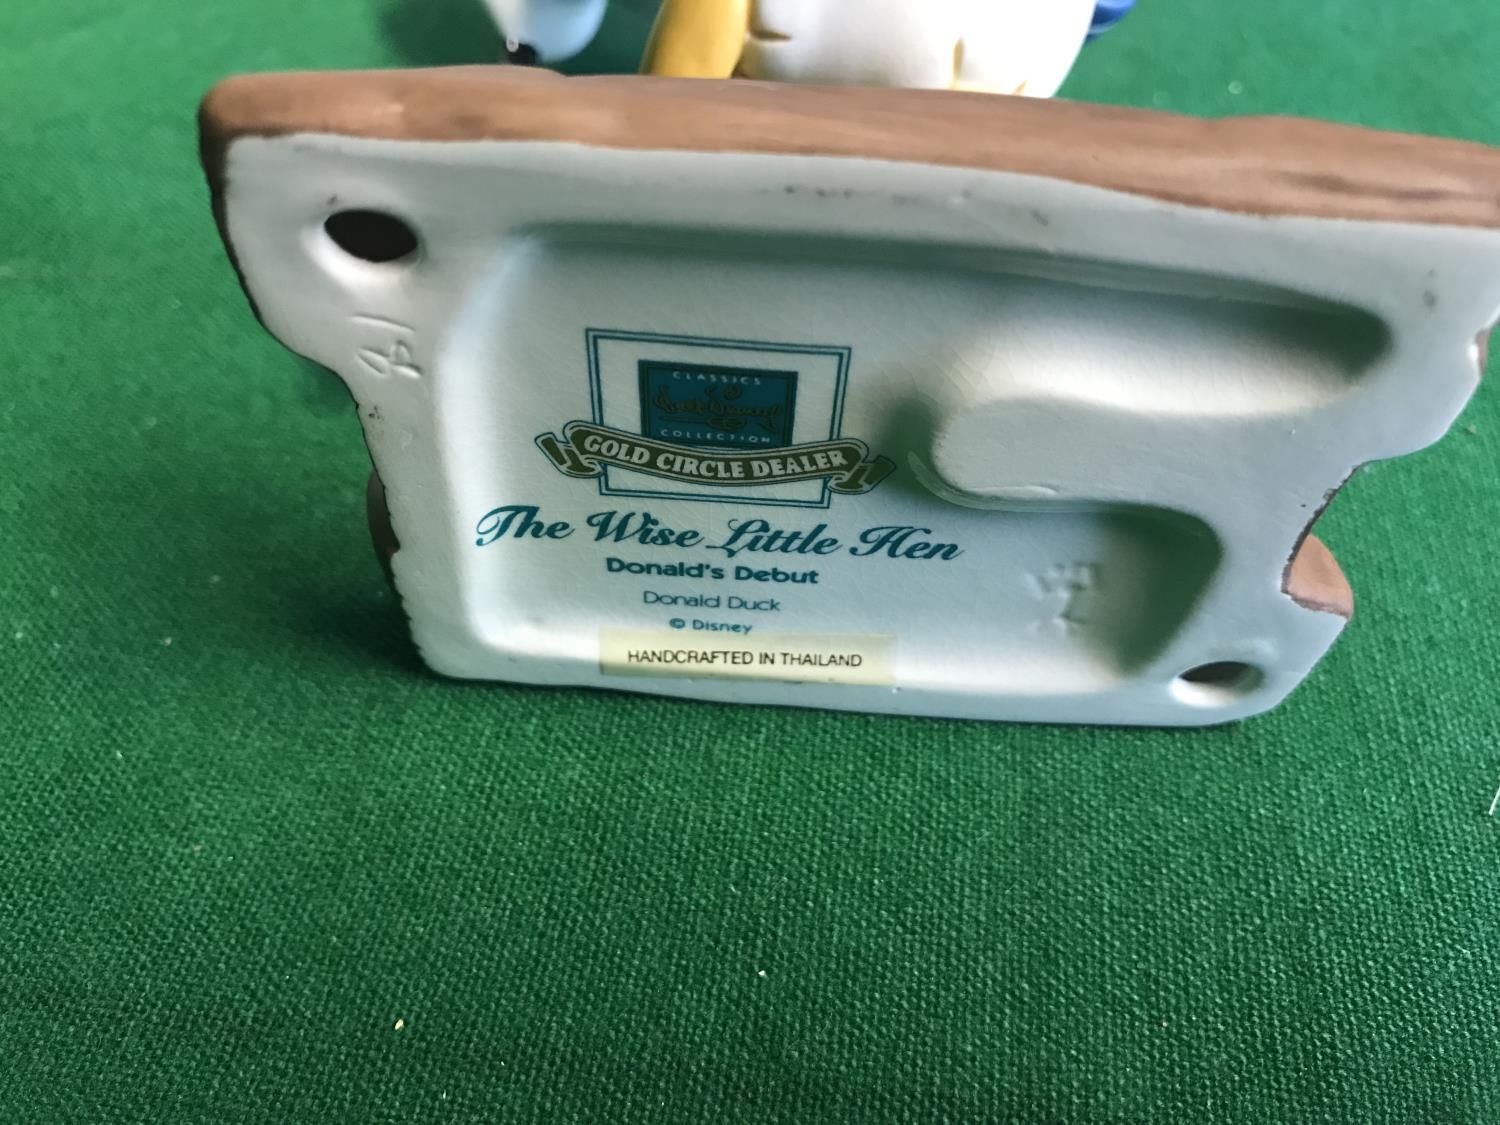 CLASSICS
Walt Disney
COLLECTION
GOLD CIRCLE DEALER
The Wise Little Hen
Donald's Debut
Donald Duck
© Disney
HANDCRAFTED IN THAILAND